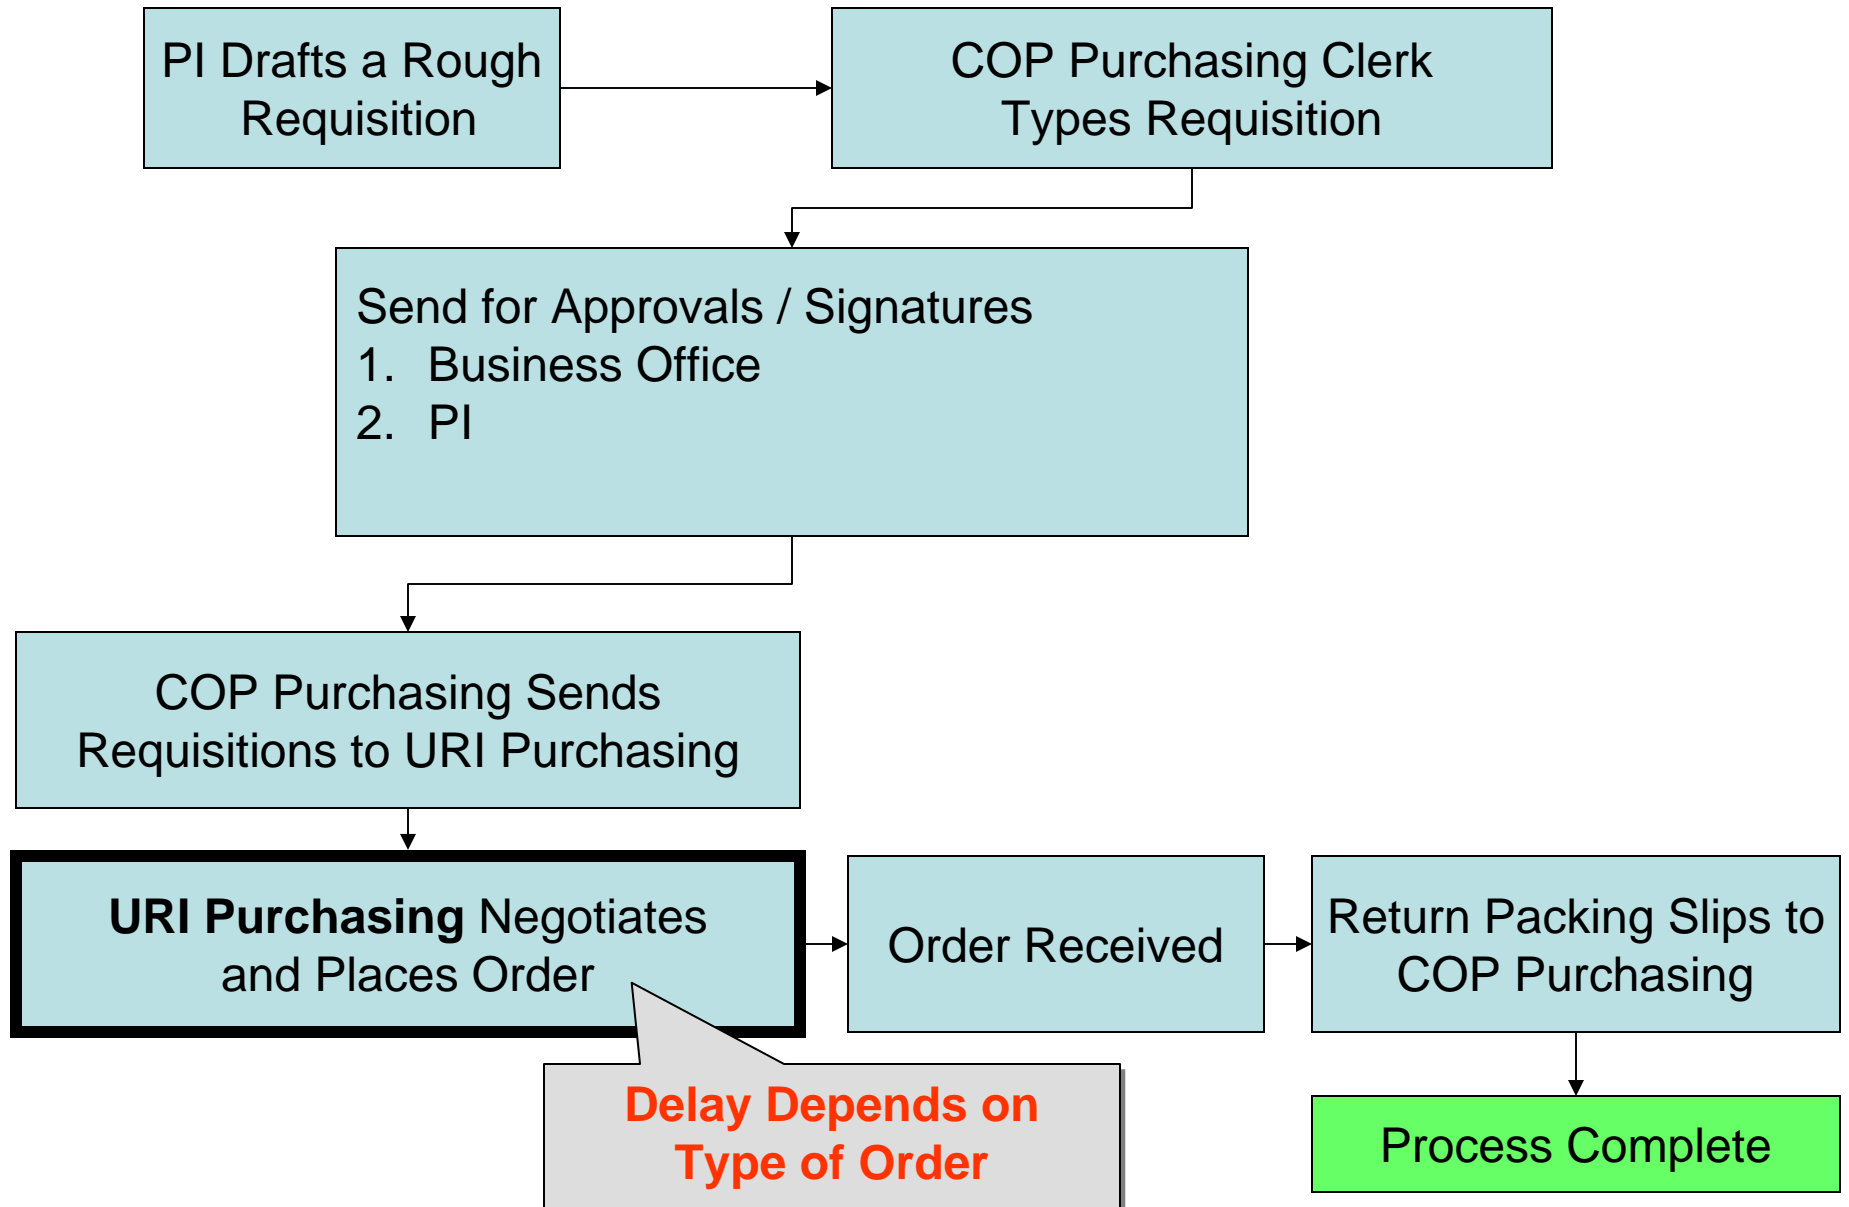 PI Drafts a Rough
Requisition
COP Purchasing Clerk
Types Requisition
Send for Approvals / Signatures
1. Business Office
2. PI
COP Purchasing Sends
Requisitions to URI Purchasing
URI Purchasing Negotiates
and Places Order
Order Received
Return Packing Slips to
COP Purchasing
Delay Depends on
Type of Order
Process Complete